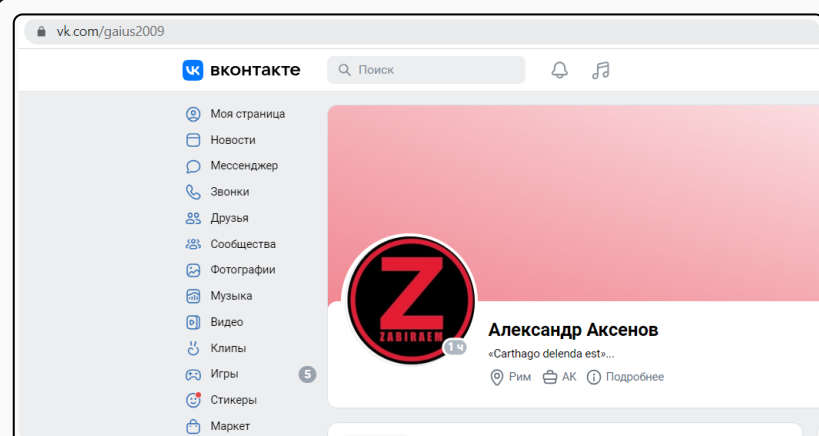 vk.com/gaius2009
вконтакте
Поиск
Моя страница
Новости
Мессенджер
Звонки
Друзья
Сообщества
Фотографии
Музыка
Видео
Клипы
Игры 5
Стикеры
Маркет
Z
ZABIRAEM
1 ч
Александр Аксенов
«Carthago delenda est»...
Рим АК Подробнее